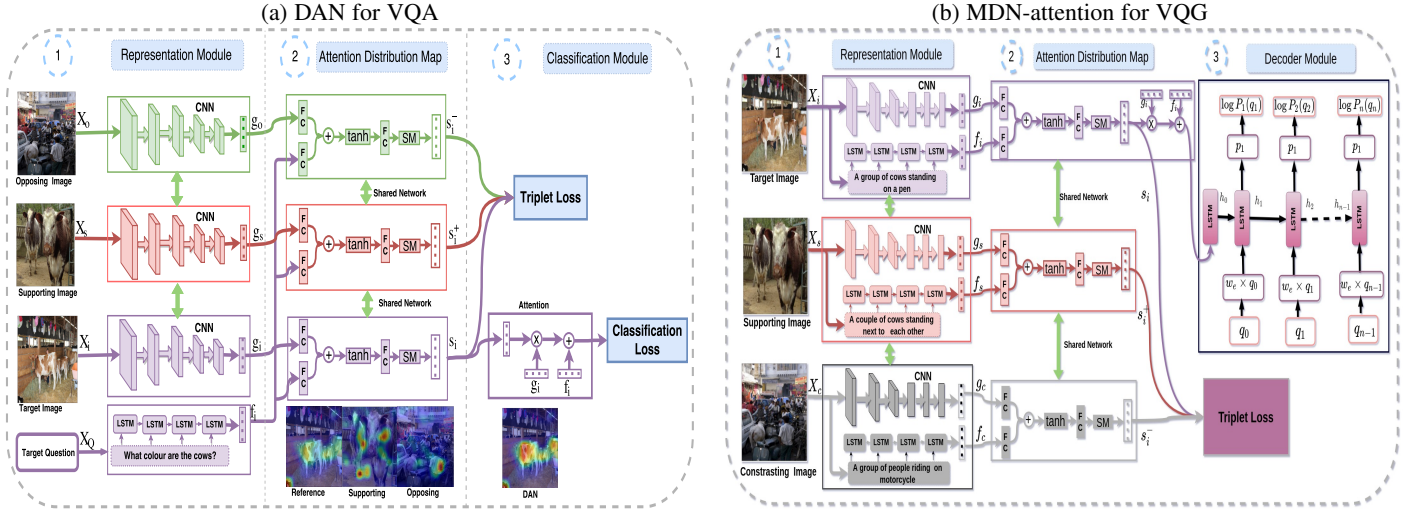 (a) DAN for VQA
1
Representation Module
2
Attention Distribution Map
3
Classification Module
CNN
X_o
g_o
FC
FC
+
tanh
FC
SM
s_i^-
Opposing Image
Shared Network
Triplet Loss
CNN
X_s
g_s
FC
FC
+
tanh
FC
SM
s_i^+
Supporting Image
Shared Network
Attention
CNN
X_i
g_i
FC
FC
+
tanh
FC
SM
s_i
X
+
g_i
f_i
Classification
Loss
Target Image
f_i
LSTM
LSTM
LSTM
LSTM
Target Question
X_Q
What colour are the cows?
Reference
Supporting
Opposing
DAN
(b) MDN-attention for VQG
1
Representation Module
2
Attention Distribution Map
3
Decoder Module
CNN
X_i
g_i
f_i
FC
FC
+
tanh
FC
SM
g_i
f_i
X
+
LSTM
LSTM
LSTM
LSTM
A group of cows standing
on a pen
Target Image
Shared Network
s_i
log P_1(q_1)
log P_2(q_2)
log P_n(q_n)
p_1
p_1
p_1
h_0
h_1
h_2
h_{n-1}
LSTM
LSTM
LSTM
LSTM
w_e × q_0
w_e × q_1
w_e × q_{n-1}
q_0
q_1
q_{n-1}
CNN
X_s
g_s
f_s
FC
FC
+
tanh
FC
SM
s_i^+
LSTM
LSTM
LSTM
LSTM
A couple of cows standing
next to each other
Supporting Image
Shared Network
CNN
X_c
g_c
f_c
FC
FC
+
tanh
FC
SM
s_i^-
LSTM
LSTM
LSTM
LSTM
A group of people riding on
motorcycle
Constrasting Image
Triplet Loss